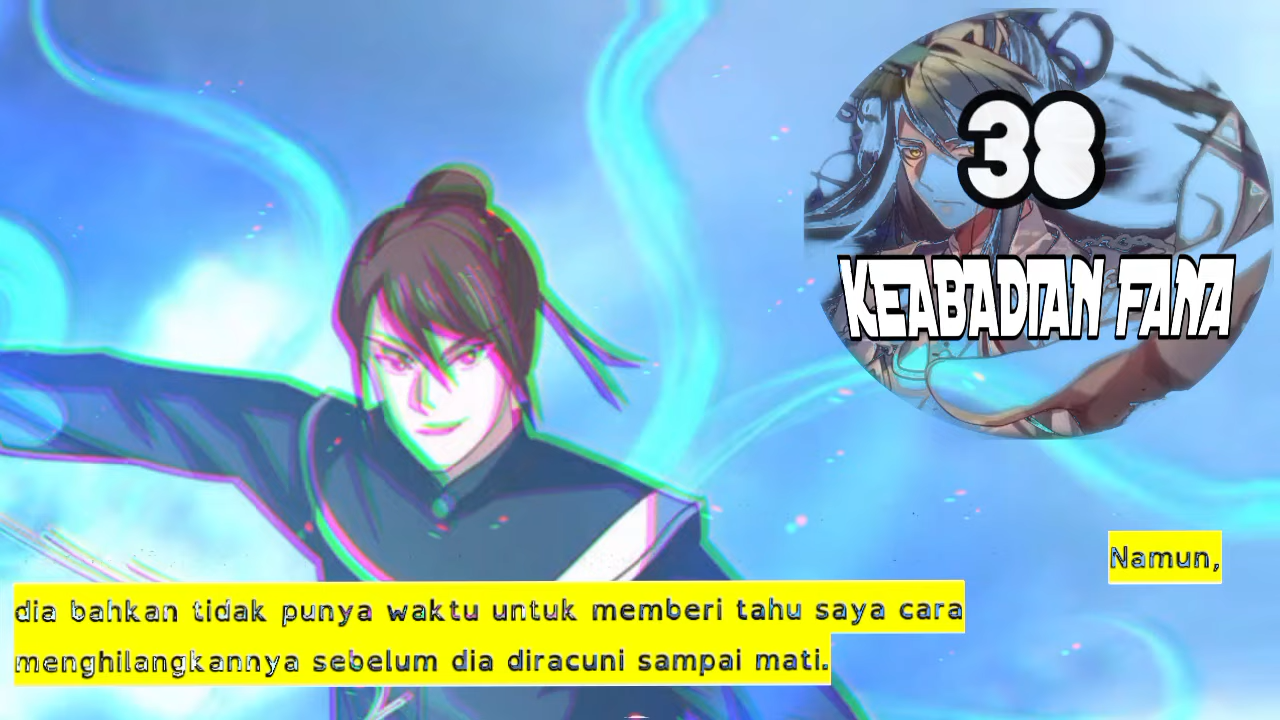 38
KEABADIAN FANA
Namun,
dia bahkan tidak punya waktu untuk memberi tahu saya cara
menghilangkannya sebelum dia diracuni sampai mati.